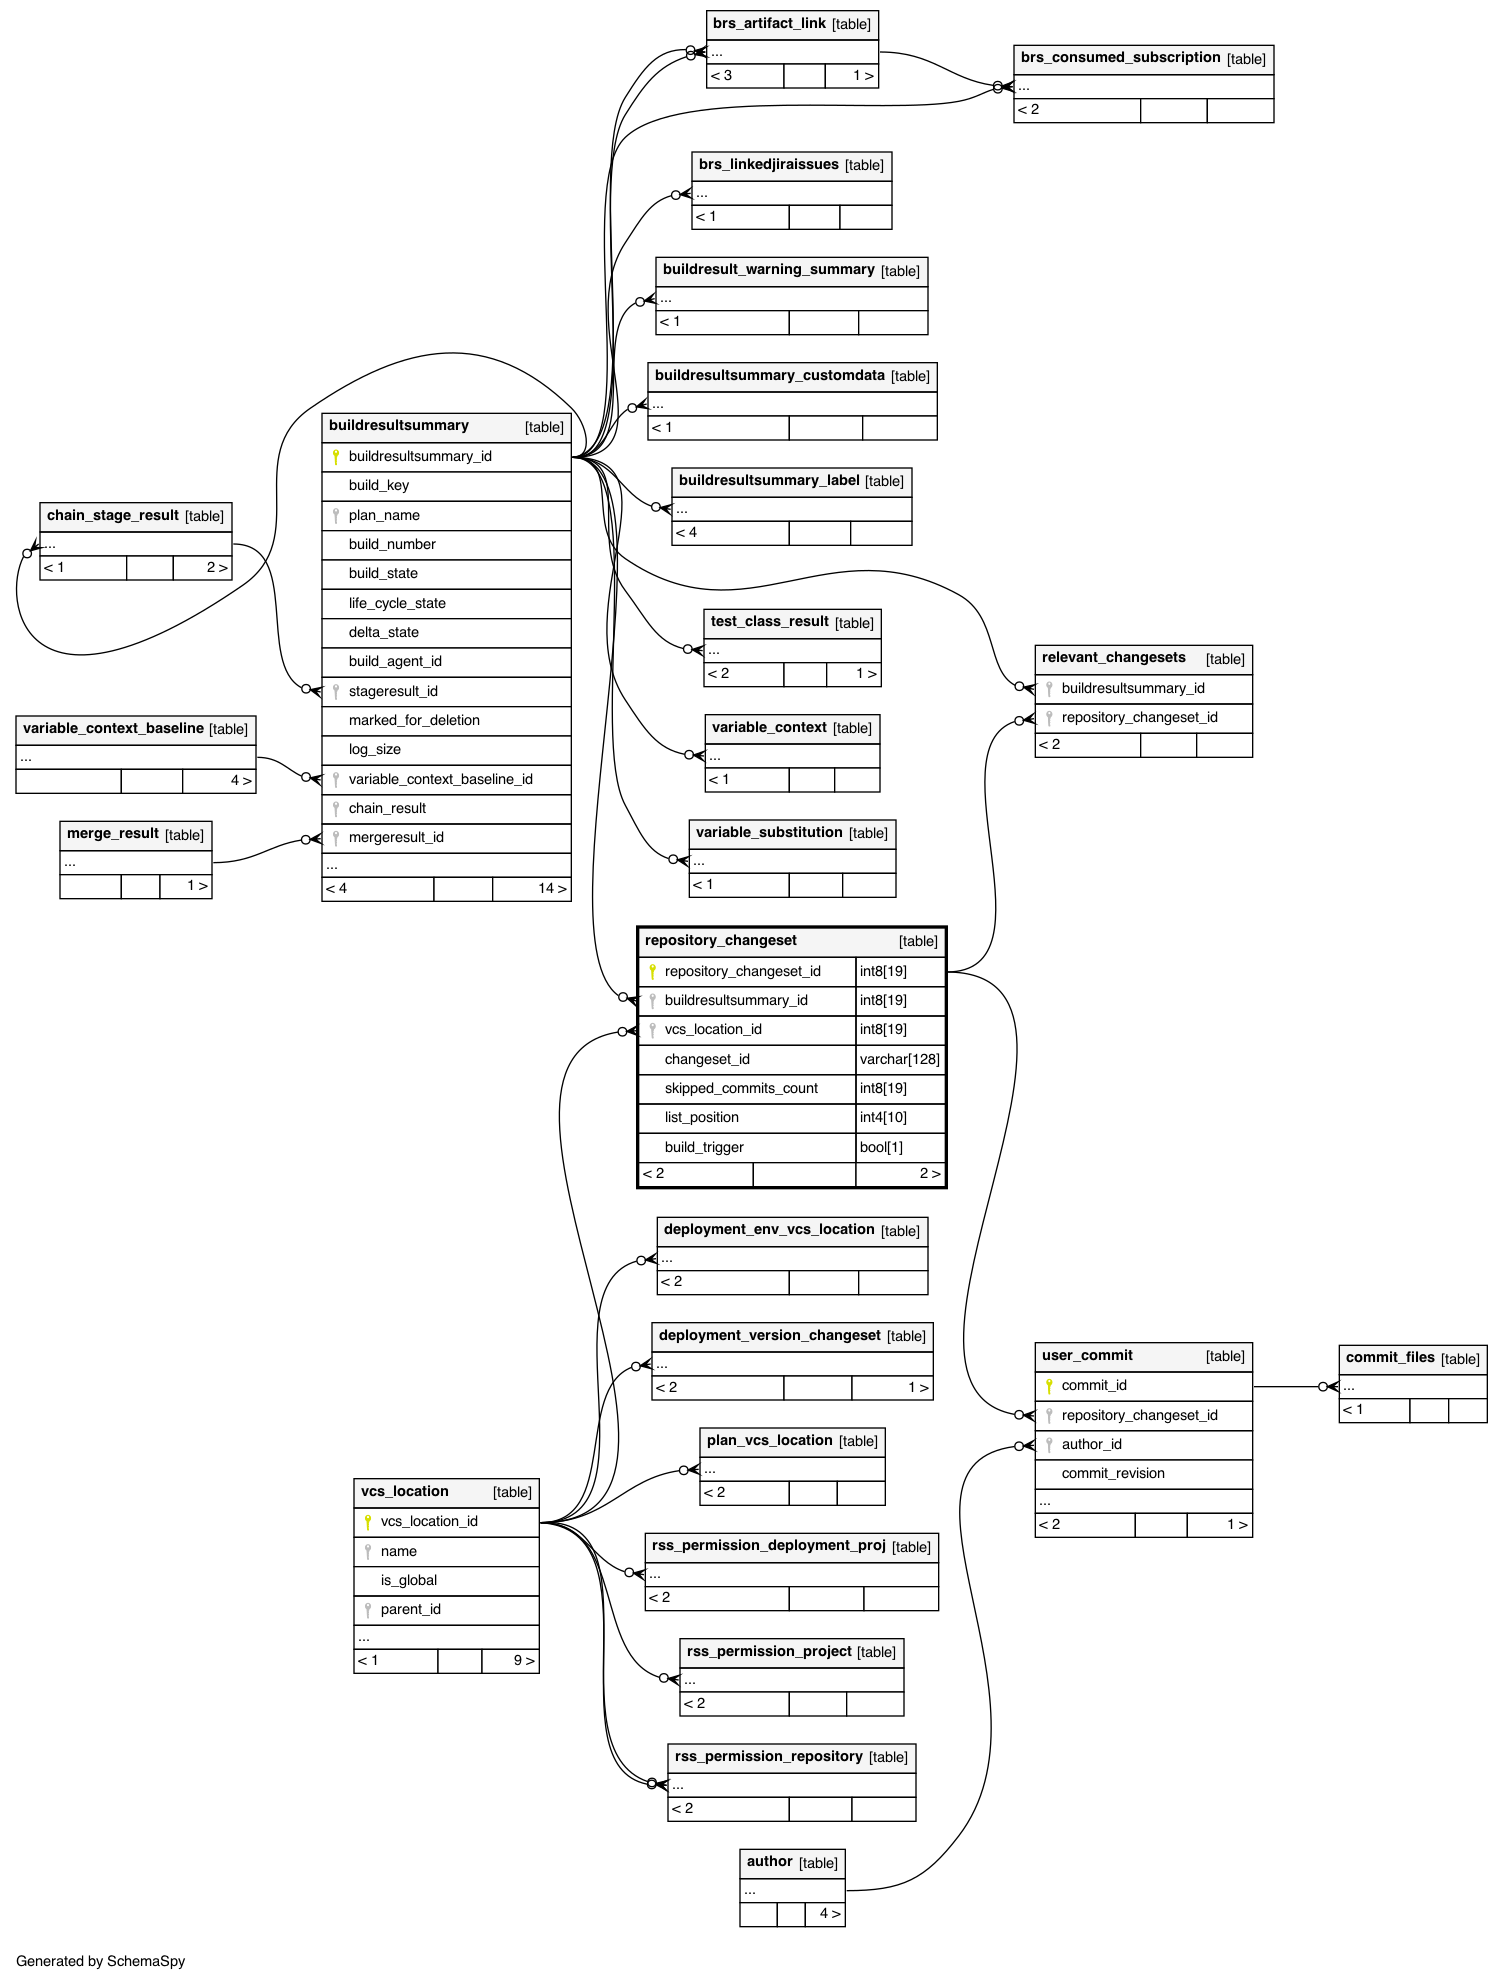 brs_artifact_link [table]
...
< 3 1 >
brs_consumed_subscription [table]
...
< 2
brs_linkedjiraissues [table]
...
< 1
buildresult_warning_summary [table]
...
< 1
buildresultsummary_customdata [table]
...
< 1
buildresultsummary [table]
buildresultsummary_id
build_key
plan_name
build_number
build_state
life_cycle_state
delta_state
build_agent_id
stageresult_id
marked_for_deletion
log_size
variable_context_baseline_id
chain_result
mergeresult_id
...
< 4 14 >
buildresultsummary_label [table]
...
< 4
chain_stage_result [table]
...
< 1 2 >
test_class_result [table]
...
< 2 1 >
relevant_changesets [table]
buildresultsummary_id
repository_changeset_id
< 2
variable_context_baseline [table]
...
4 >
variable_context [table]
...
< 1
merge_result [table]
...
1 >
variable_substitution [table]
...
< 1
repository_changeset [table]
repository_changeset_id int8[19]
buildresultsummary_id int8[19]
vcs_location_id int8[19]
changeset_id varchar[128]
skipped_commits_count int8[19]
list_position int4[10]
build_trigger bool[1]
< 2 2 >
deployment_env_vcs_location [table]
...
< 2
deployment_version_changeset [table]
...
< 2 1 >
user_commit [table]
commit_id
repository_changeset_id
author_id
commit_revision
...
< 2 1 >
commit_files [table]
...
< 1
plan_vcs_location [table]
...
< 2
vcs_location [table]
vcs_location_id
name
is_global
parent_id
...
< 1 9 >
rss_permission_deployment_proj [table]
...
< 2
rss_permission_project [table]
...
< 2
rss_permission_repository [table]
...
< 2
author [table]
...
4 >
Generated by SchemaSpy